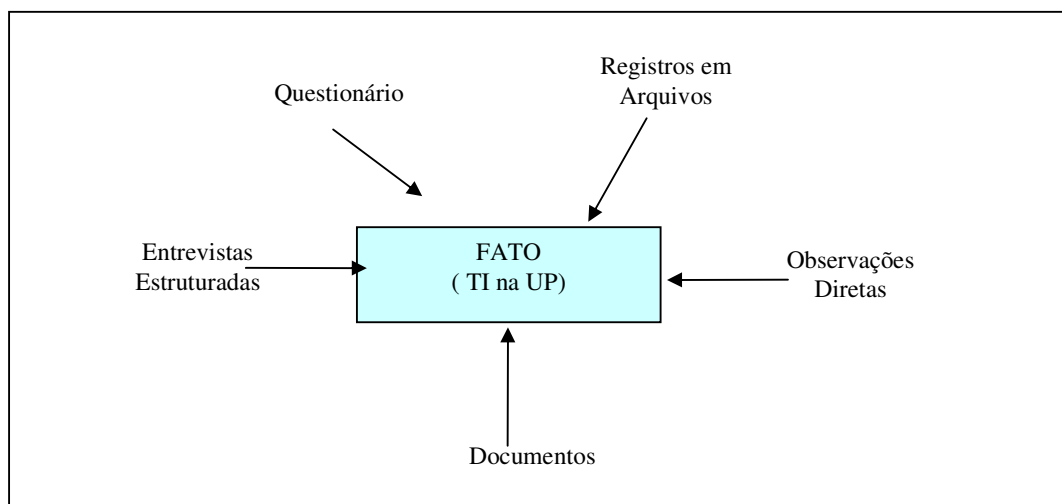 Questionário
Registros em
Arquivos
Entrevistas
Estruturadas
FATO
( TI na UP)
Observações
Diretas
Documentos